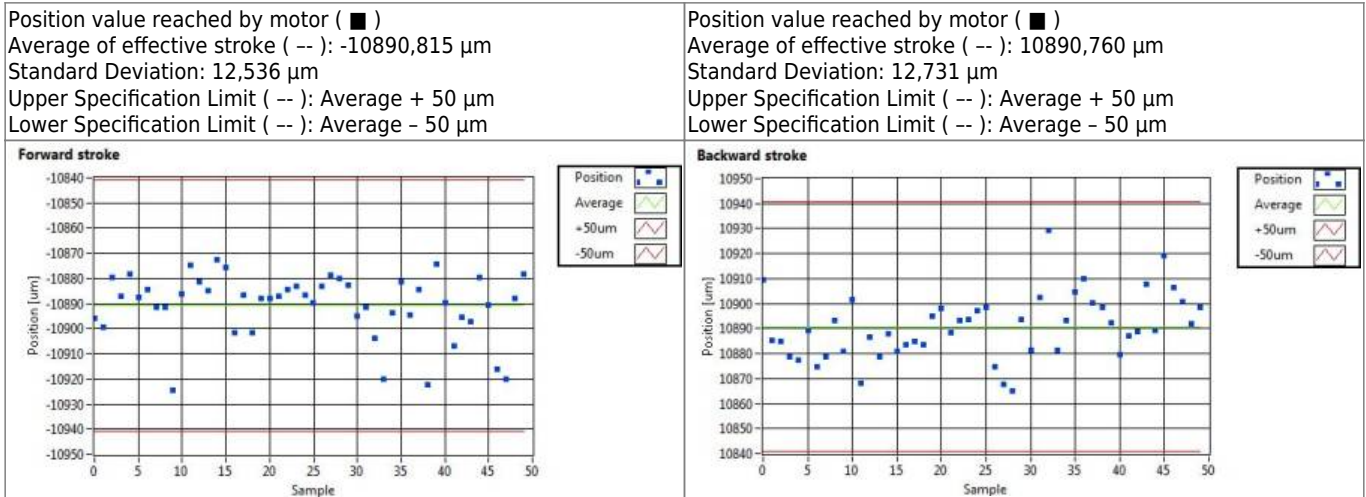 Position value reached by motor ( ■ )
Average of effective stroke ( -- ): -10890,815 µm
Standard Deviation: 12,536 µm
Upper Specification Limit ( -- ): Average + 50 µm
Lower Specification Limit ( -- ): Average – 50 µm
Position value reached by motor ( ■ )
Average of effective stroke ( -- ): 10890,760 µm
Standard Deviation: 12,731 µm
Upper Specification Limit ( -- ): Average + 50 µm
Lower Specification Limit ( -- ): Average – 50 µm
Forward stroke
Position [um]
-10840
-10850
-10860
-10870
-10880
-10890
-10900
-10910
-10920
-10930
-10940
-10950
0 5 10 15 20 25 30 35 40 45 50
Sample
Position
Average
+50um
-50um
Backward stroke
Position [um]
10950
10940
10930
10920
10910
10900
10890
10880
10870
10860
10850
10840
0 5 10 15 20 25 30 35 40 45 50
Sample
Position
Average
+50um
-50um